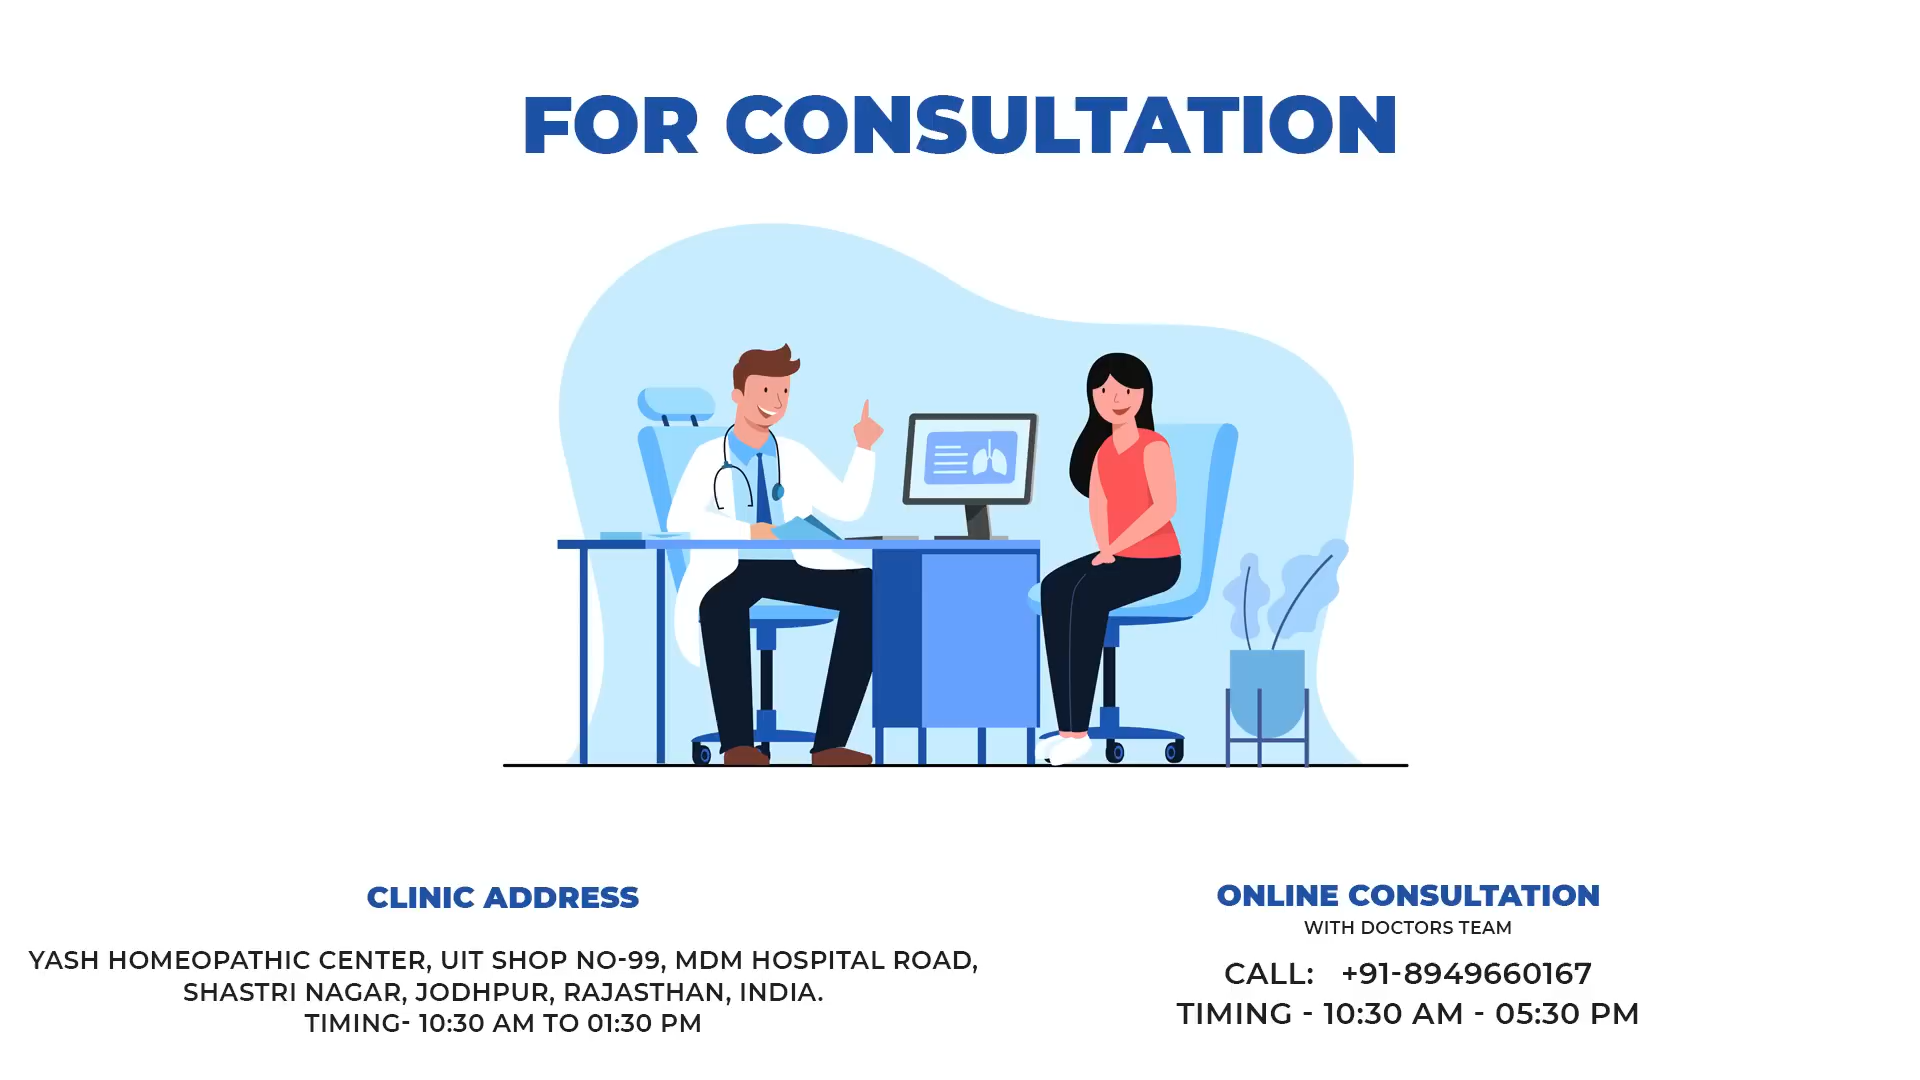 FOR CONSULTATION
CLINIC ADDRESS
YASH HOMEOPATHIC CENTER, UIT SHOP NO-99, MDM HOSPITAL ROAD,
SHASTRI NAGAR, JODHPUR, RAJASTHAN, INDIA.
TIMING- 10:30 AM TO 01:30 PM
ONLINE CONSULTATION
WITH DOCTORS TEAM
CALL: +91-8949660167
TIMING - 10:30 AM - 05:30 PM